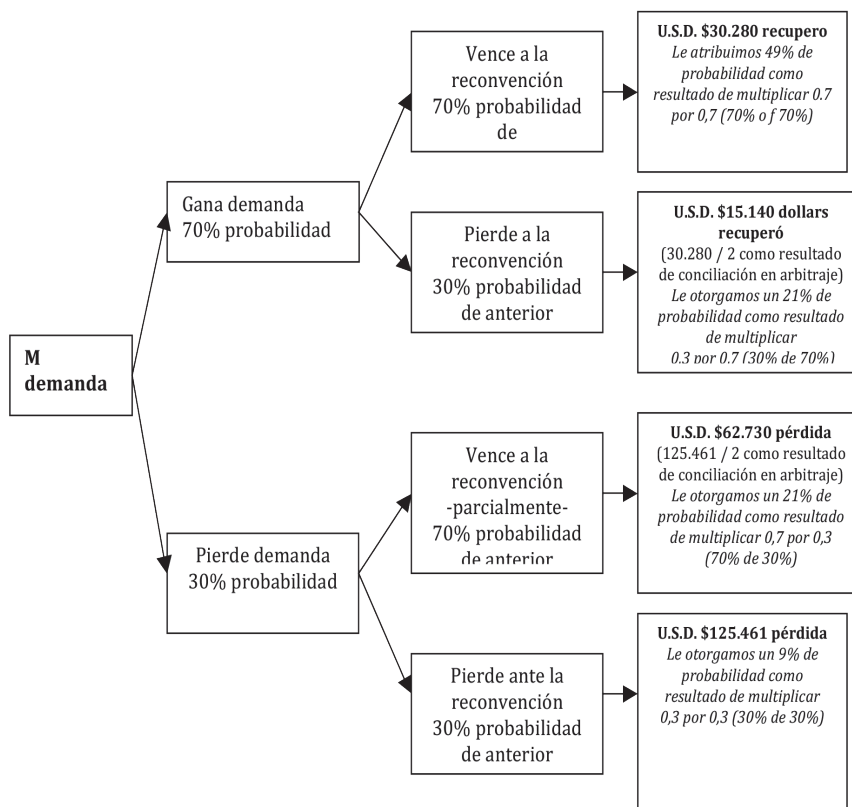 M
demanda
Gana demanda
70% probabilidad
Pierde demanda
30% probabilidad
Vence a la
reconvención
70% probabilidad
de
Pierde a la
reconvención
30% probabilidad
de anterior
Vence a la
reconvención
-parcialmente-
70% probabilidad
de anterior
Pierde ante la
reconvención
30% probabilidad
de anterior
U.S.D. $30.280 recupero
Le atribuimos 49% de
probabilidad como
resultado de multiplicar 0.7
por 0,7 (70% o f 70%)
U.S.D. $15.140 dollars
recuperó
(30.280 / 2 como resultado
de conciliación en arbitraje)
Le otorgamos un 21% de
probabilidad como resultado
de multiplicar
0.3 por 0.7 (30% de 70%)
U.S.D. $62.730 pérdida
(125.461 / 2 como resultado
de conciliación en arbitraje)
Le otorgamos un 21% de
probabilidad como resultado
de multiplicar 0,7 por 0,3
(70% de 30%)
U.S.D. $125.461 pérdida
Le otorgamos un 9% de
probabilidad como
resultado de multiplicar
0,3 por 0,3 (30% de 30%)